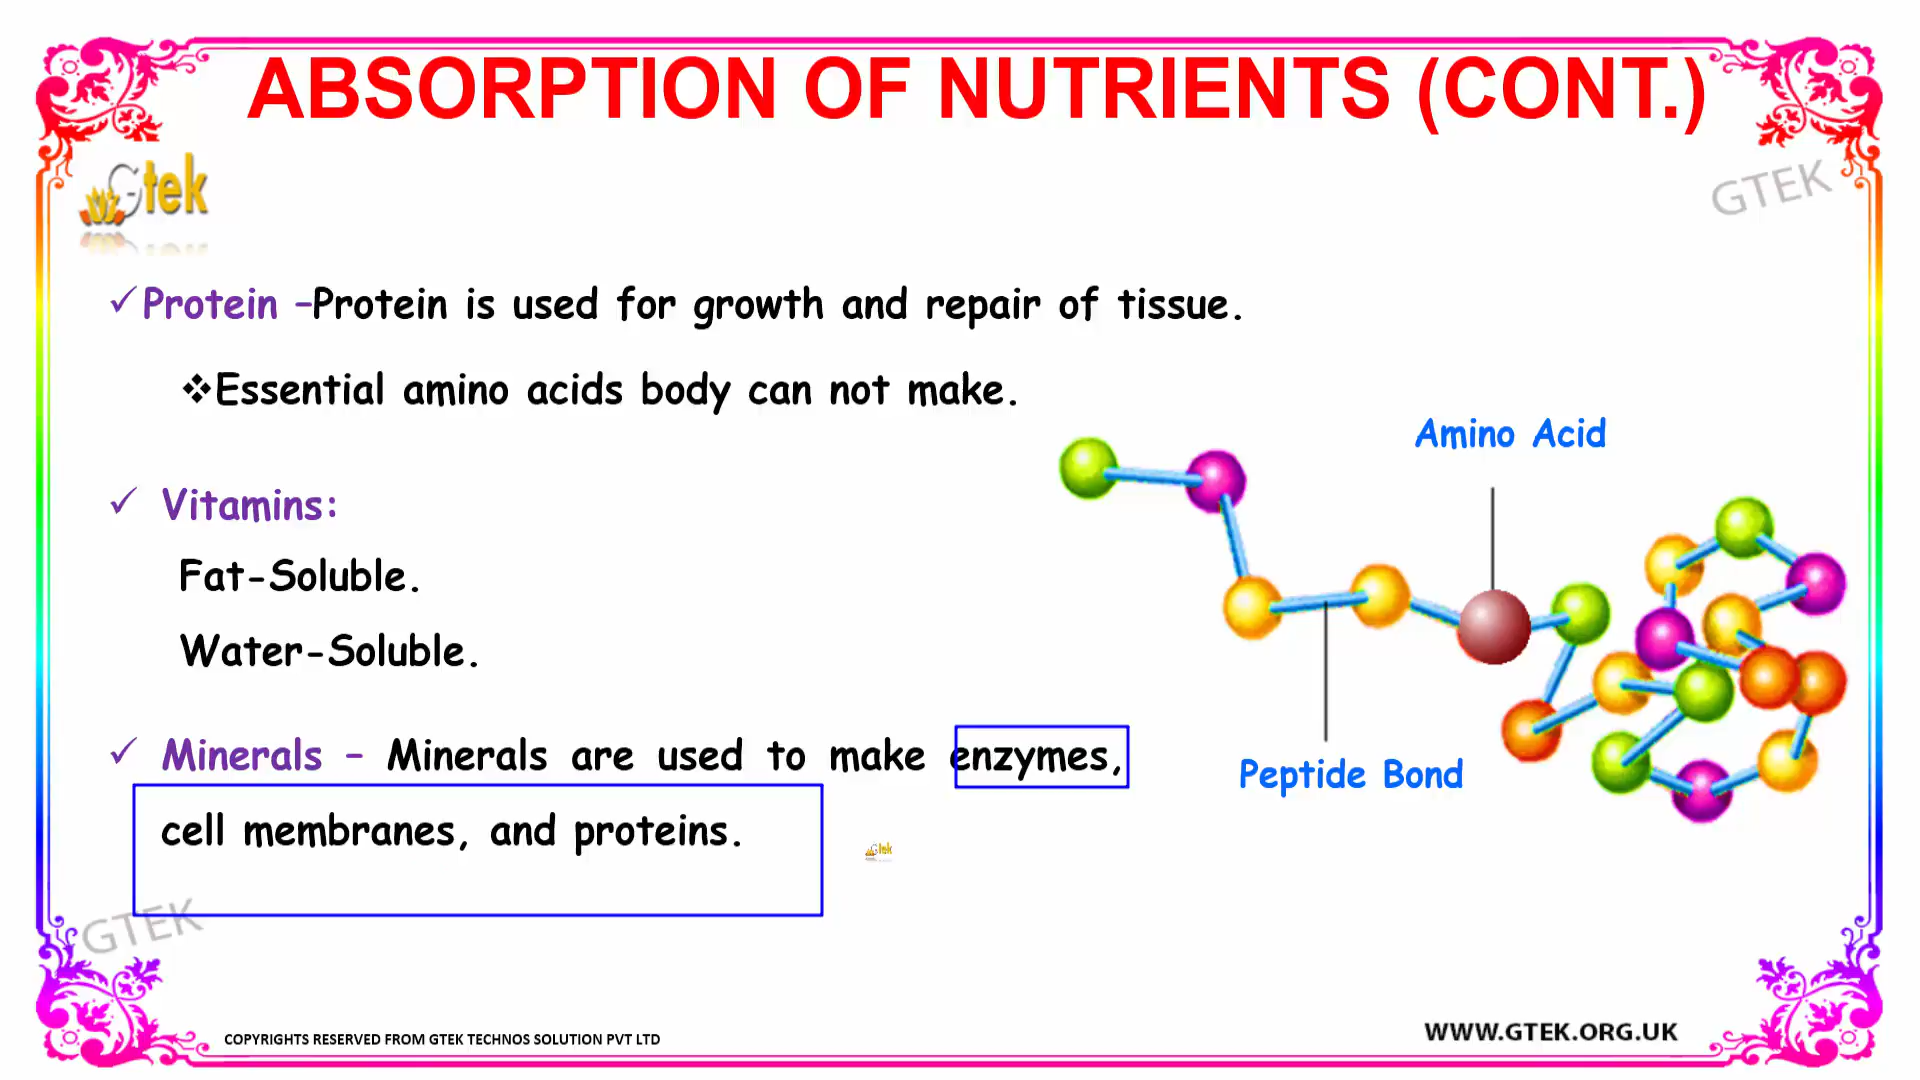 ABSORPTION OF NUTRIENTS (CONT.)
Gtek
GTEK
Protein –Protein is used for growth and repair of tissue.
Essential amino acids body can not make.
Amino Acid
Vitamins:
Fat-Soluble.
Water-Soluble.
Minerals – Minerals are used to make enzymes,
cell membranes, and proteins.
Peptide Bond
Gtek
GTEK
COPYRIGHTS RESERVED FROM GTEK TECHNOS SOLUTION PVT LTD
WWW.GTEK.ORG.UK